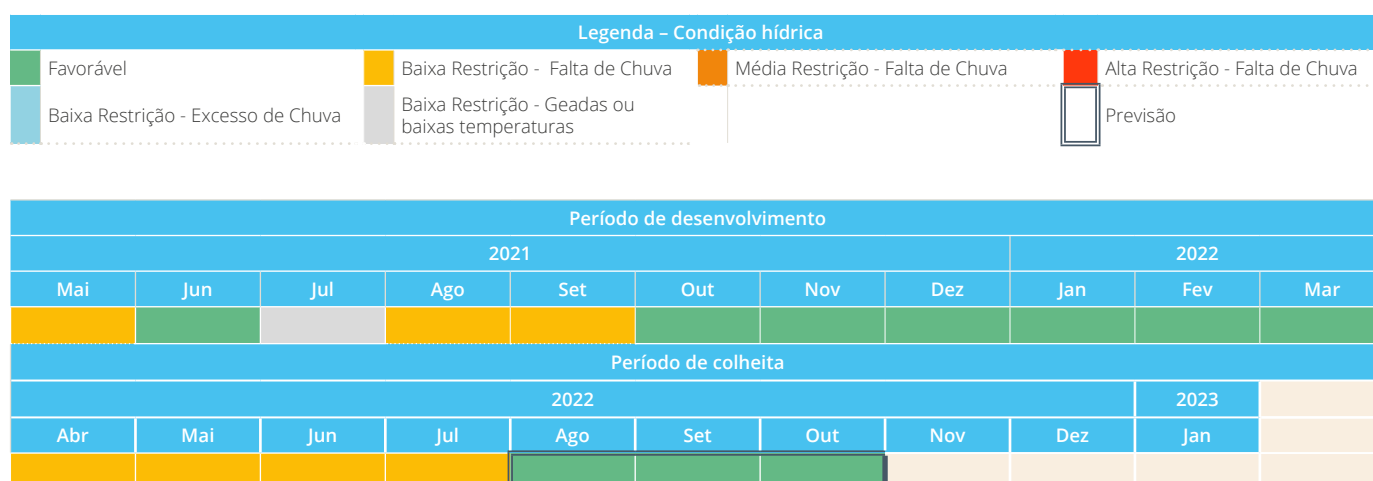 Legenda – Condição hídrica
Favorável
Baixa Restrição - Falta de Chuva
Média Restrição - Falta de Chuva
Alta Restrição - Falta de Chuva
Baixa Restrição - Excesso de Chuva
Baixa Restrição - Geadas ou
baixas temperaturas
Previsão
Período de desenvolvimento
2021 2022
Mai Jun Jul Ago Set Out Nov Dez Jan Fev Mar
Período de colheita
2022 2023
Abr Mai Jun Jul Ago Set Out Nov Dez Jan